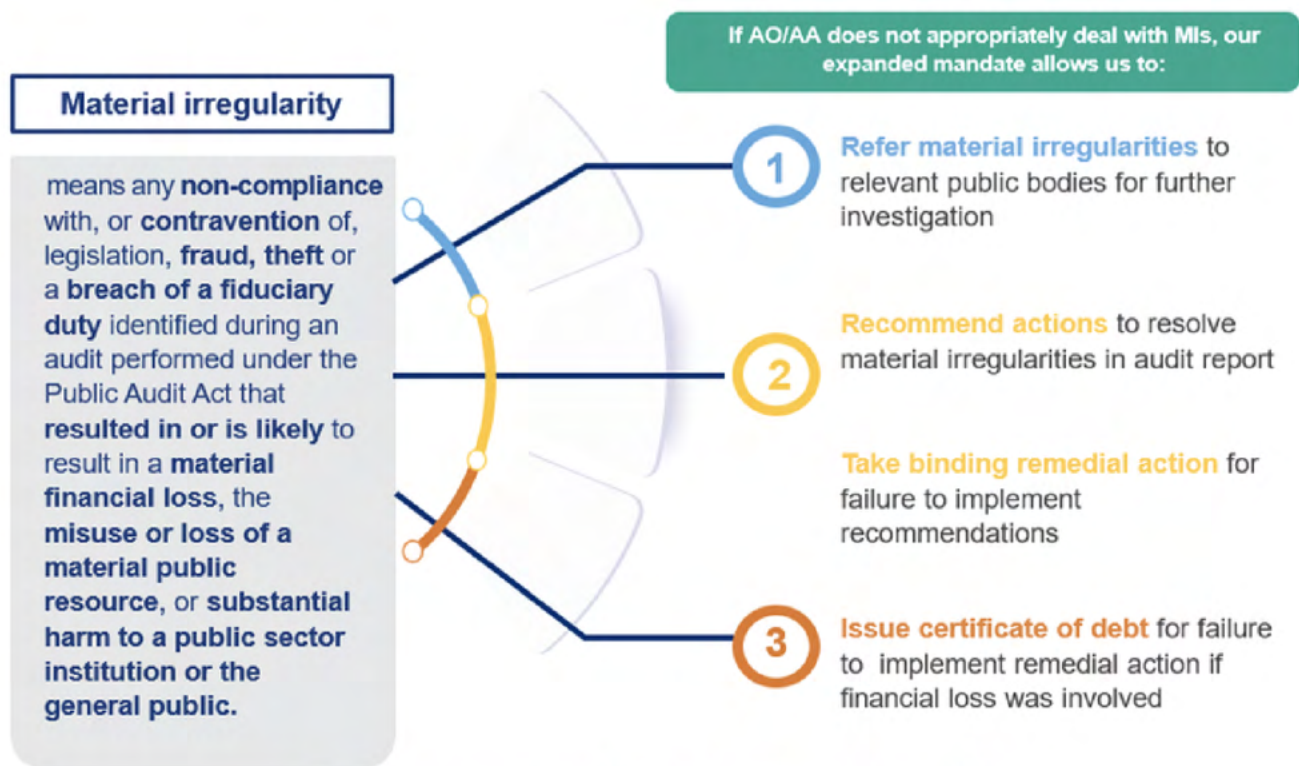 If AO/AA does not appropriately deal with MIs, our
expanded mandate allows us to:
Material irregularity
means any non-compliance
with, or contravention of,
legislation, fraud, theft or
a breach of a fiduciary
duty identified during an
audit performed under the
Public Audit Act that
resulted in or is likely to
result in a material
financial loss, the
misuse or loss of a
material public
resource, or substantial
harm to a public sector
institution or the
general public.
1
Refer material irregularities to
relevant public bodies for further
investigation
2
Recommend actions to resolve
material irregularities in audit report
Take binding remedial action for
failure to implement
recommendations
3
Issue certificate of debt for failure
to implement remedial action if
financial loss was involved